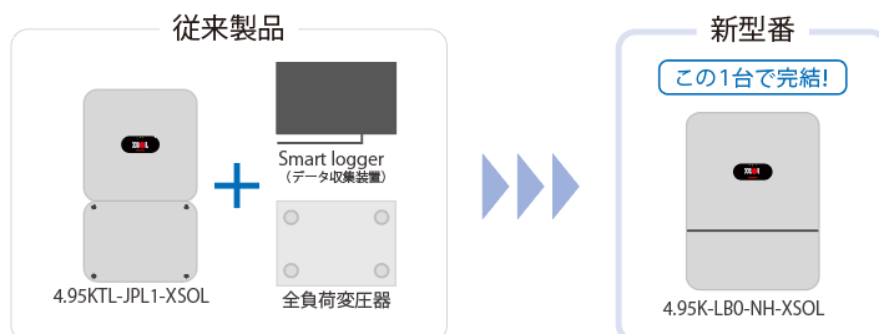 従来製品
新型番
この1台で完結!
XSOL
Smart logger
(データ収集装置)
4.95KTL-JPL1-XSOL
全負荷変圧器
XSOL
4.95K-LB0-NH-XSOL